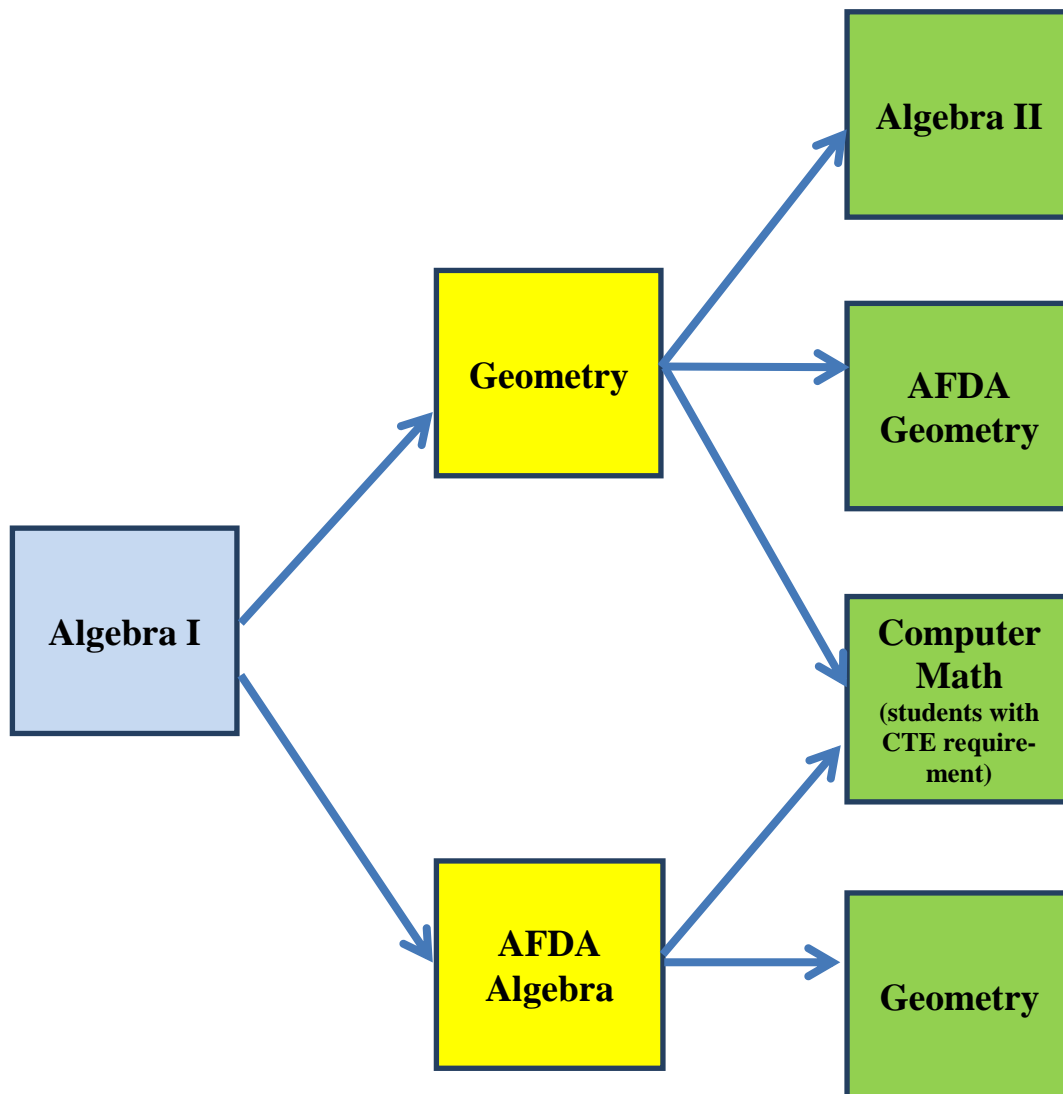 Algebra II
Geometry
AFDA
Geometry
Algebra I
Computer
Math
(students with
CTE require-
ment)
AFDA
Algebra
Geometry